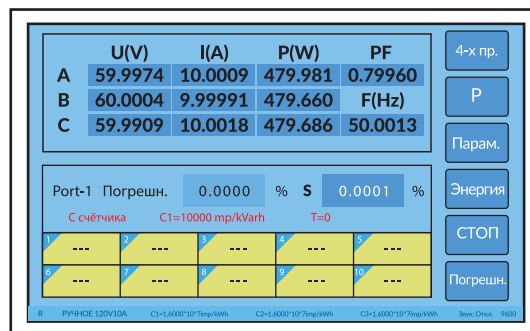 U(V) I(A) P(W) PF
A 59.9974 10.0009 479.981 0.79960
B 60.0004 9.99991 479.660 F(Hz)
C 59.9909 10.0018 479.686 50.0013
4-х пр.
P
Парам.
Энергия
СТОП
Погрешн.
Port-1 Погрешн. 0.0000 % S 0.0001 %
С счётчика C1=10000 mp/kVarh T=0
1 --- 2 --- 3 --- 4 --- 5 ---
6 --- 7 --- 8 --- 9 --- 10 ---
R РУЧНОЕ 120V10A C1=1.6000*10^7imp/kWh C2=1.6000*10^7imp/kWh C3=1.6000*10^7imp/kWh Звук: Откл. 9600